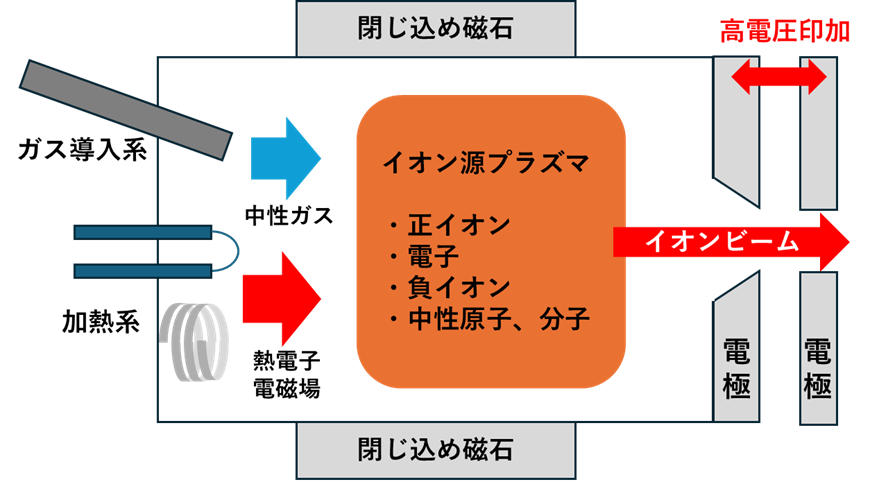 閉じ込め磁石
高電圧印加
ガス導入系
中性ガス
イオン源プラズマ
・正イオン
・電子
・負イオン
・中性原子、分子
イオンビーム
加熱系
熱電子
電磁場
電極
電極
閉じ込め磁石